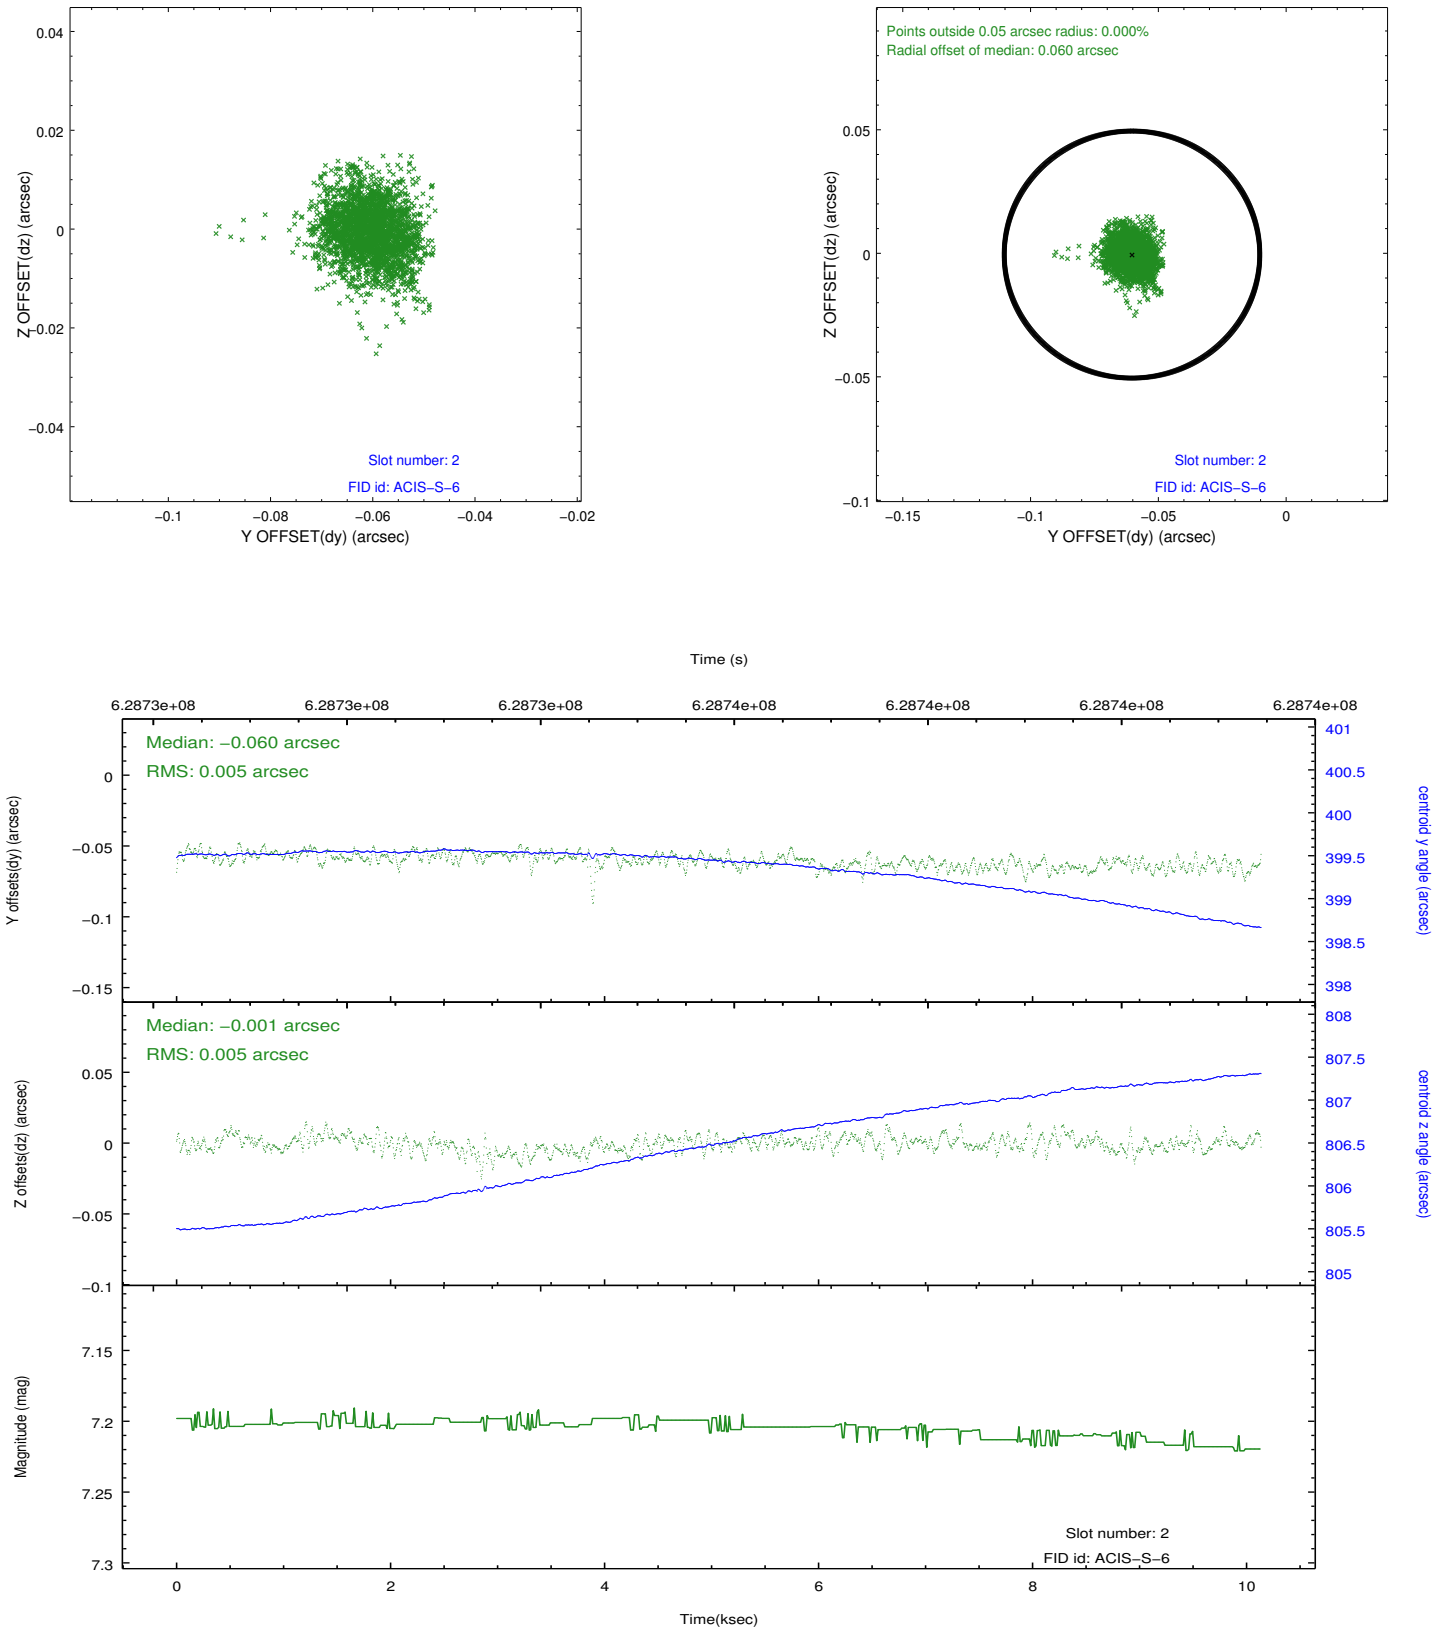 0.04
0.02
0
−0.02
−0.04
Z OFFSET(dz) (arcsec)
Slot number: 2
FID id: ACIS−S−6
−0.1
−0.08
−0.06
−0.04
−0.02
Y OFFSET(dy) (arcsec)
Points outside 0.05 arcsec radius: 0.000%
Radial offset of median: 0.060 arcsec
0.05
0
−0.05
−0.1
Z OFFSET(dz) (arcsec)
Slot number: 2
FID id: ACIS−S−6
−0.15
−0.1
−0.05
0
Y OFFSET(dy) (arcsec)
Time (s)
6.2873e+08
6.2873e+08
6.2873e+08
6.2874e+08
6.2874e+08
6.2874e+08
6.2874e+08
Median: −0.060 arcsec
RMS: 0.005 arcsec
0
−0.05
−0.1
−0.15
Y offsets(dy) (arcsec)
401
400.5
400
399.5
399
398.5
398
centroid y angle (arcsec)
Median: −0.001 arcsec
RMS: 0.005 arcsec
0.05
0
−0.05
−0.1
Z offsets(dz) (arcsec)
808
807.5
807
806.5
806
805.5
805
centroid z angle (arcsec)
7.15
7.2
7.25
7.3
Magnitude (mag)
Slot number: 2
FID id: ACIS−S−6
0
2
4
6
8
10
Time(ksec)